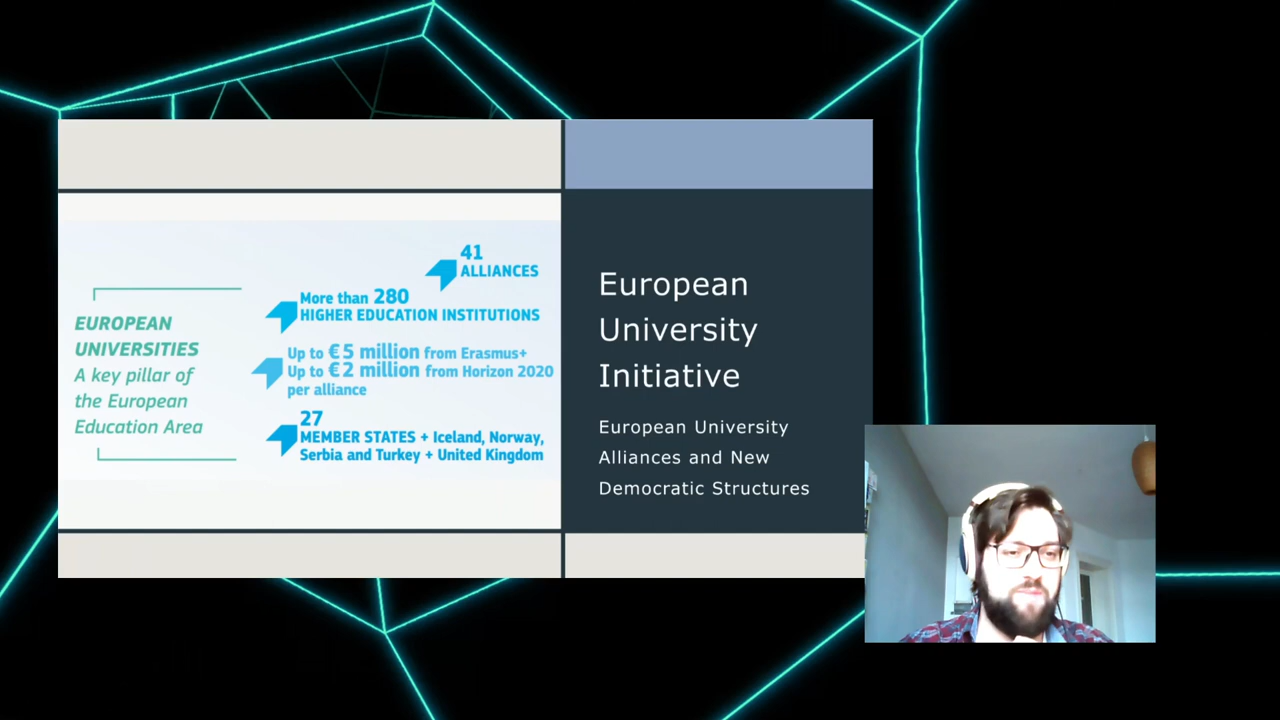 EUROPEAN
UNIVERSITIES
A key pillar of
the European
Education Area
41
ALLIANCES
More than 280
HIGHER EDUCATION INSTITUTIONS
Up to €5 million from Erasmus+
Up to €2 million from Horizon 2020
per alliance
27
MEMBER STATES + Iceland, Norway,
Serbia and Turkey + United Kingdom
European
University
Initiative
European University
Alliances and New
Democratic Structures